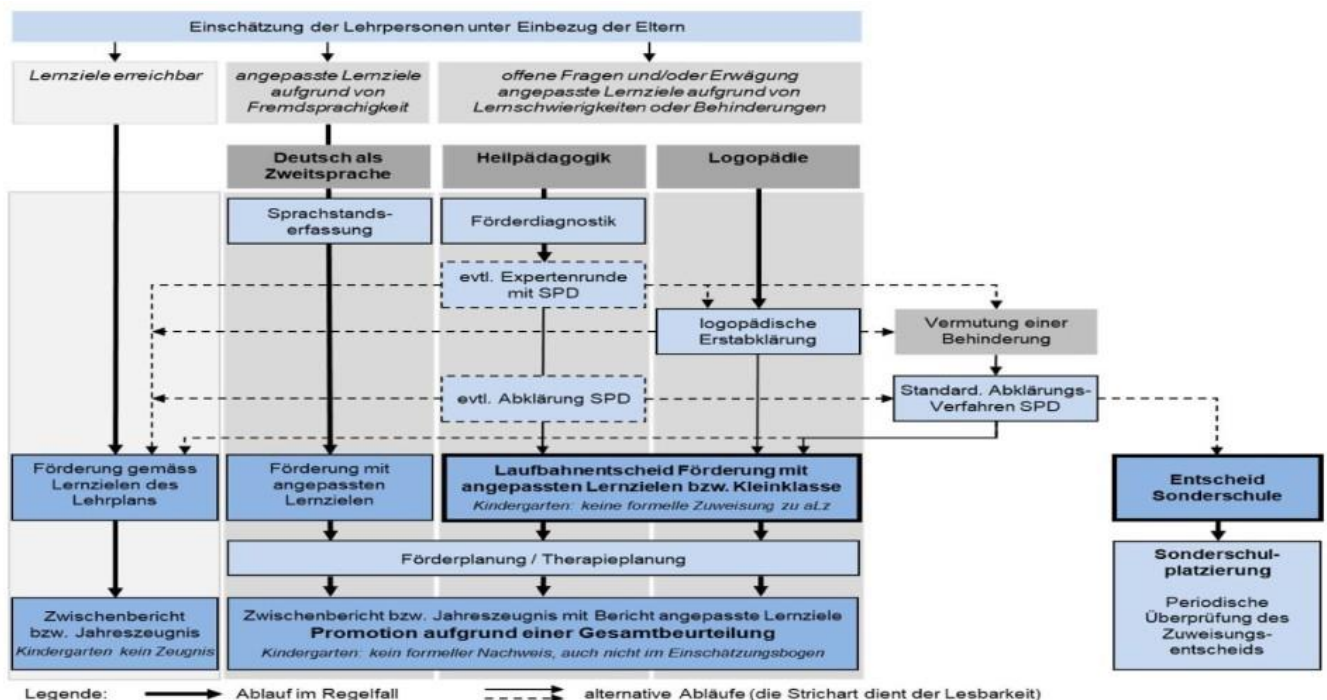 Einschätzung der Lehrpersonen unter Einbezug der Eltern
Lernziele erreichbar
angepasste Lernziele
aufgrund von
Fremdsprachigkeit
offene Fragen und/oder Erwägung
angepasste Lernziele aufgrund von
Lernschwierigkeiten oder Behinderungen
Deutsch als
Zweitsprache
Heilpädagogik
Logopädie
Sprachstands-
erfassung
Förderdiagnostik
evtl. Expertenrunde
mit SPD
logopädische
Erstabklärung
Vermutung einer
Behinderung
evtl. Abklärung SPD
Standard. Abklärungs-
Verfahren SPD
Förderung gemäss
Lernzielen des
Lehrplans
Förderung mit
angepassten
Lernzielen
Laufbahnentscheid Förderung mit
angepassten Lernzielen bzw. Kleinklasse
Kindergarten: keine formelle Zuweisung zu aLz
Entscheid
Sonderschule
Förderplanung / Therapieplanung
Sonderschul-
platzierung
Periodische
Überprüfung des
Zuweisungs-
entscheids
Zwischenbericht
bzw. Jahreszeugnis
Kindergarten kein Zeugnis
Zwischenbericht bzw. Jahreszeugnis mit Bericht angepasste Lernziele
Promotion aufgrund einer Gesamtbeurteilung
Kindergarten: kein formeller Nachweis, auch nicht im Einschätzungsbogen
Legende: Ablauf im Regelfall alternative Abläufe (die Strichart dient der Lesbarkeit)